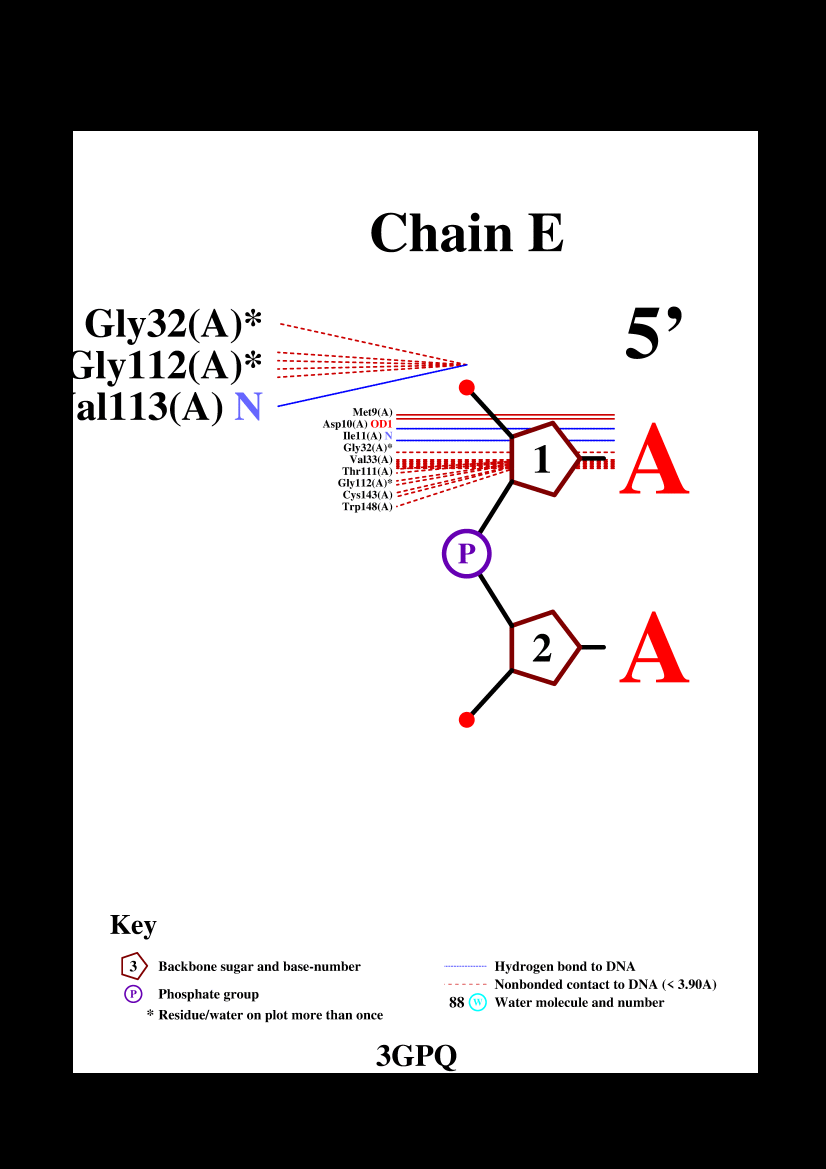 Chain E
5’
Gly32(A)*
Gly112(A)*
al113(A) N
Met9(A)
Asp10(A) OD1
Ile11(A) N
Gly32(A)*
Val33(A)
Thr111(A)
Gly112(A)*
Cys143(A)
Trp148(A)
1 A
P
2 A
Key
3 Backbone sugar and base-number
P Phosphate group
* Residue/water on plot more than once
Hydrogen bond to DNA
Nonbonded contact to DNA (< 3.90A)
88 W Water molecule and number
3GPQ